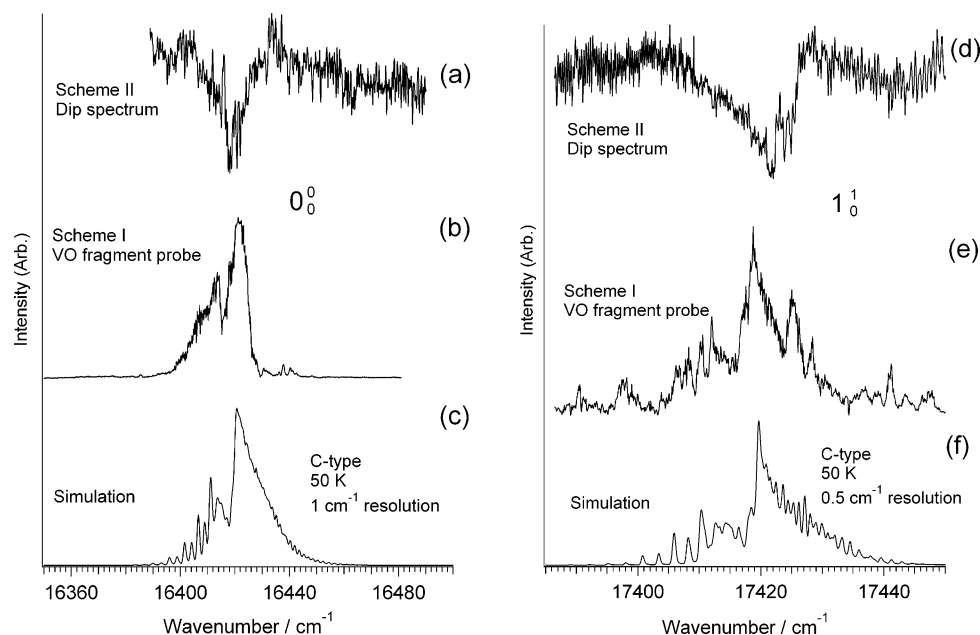 (a)
Scheme II
Dip spectrum
0 0 0
(b)
Scheme I
VO fragment probe
(c)
C-type
50 K
1 cm-1 resolution
Simulation
Intensity (Arb.)
16360 16400 16440 16480
Wavenumber / cm-1
(d)
Scheme II
Dip spectrum
1 1 0
(e)
Scheme I
VO fragment probe
(f)
C-type
50 K
0.5 cm-1 resolution
Simulation
Intensity (Arb.)
17400 17420 17440
Wavenumber / cm-1